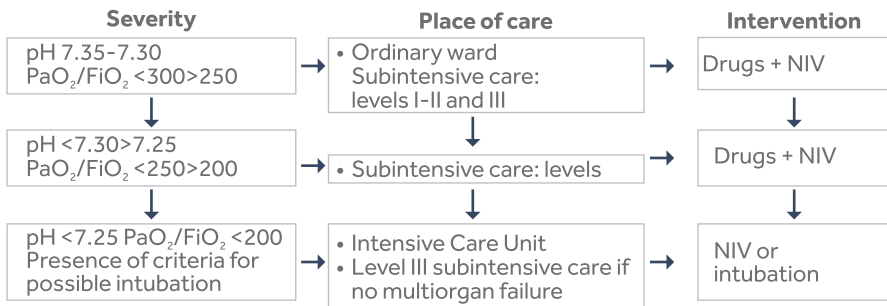 Severity
Place of care
Intervention
pH 7.35-7.30
PaO₂/FiO₂ <300>250
• Ordinary ward
Subintensive care:
levels I-II and III
Drugs + NIV
pH <7.30>7.25
PaO₂/FiO₂ <250>200
• Subintensive care: levels
Drugs + NIV
pH <7.25 PaO₂/FiO₂ <200
Presence of criteria for
possible intubation
• Intensive Care Unit
• Level III subintensive care if
no multiorgan failure
NIV or
intubation